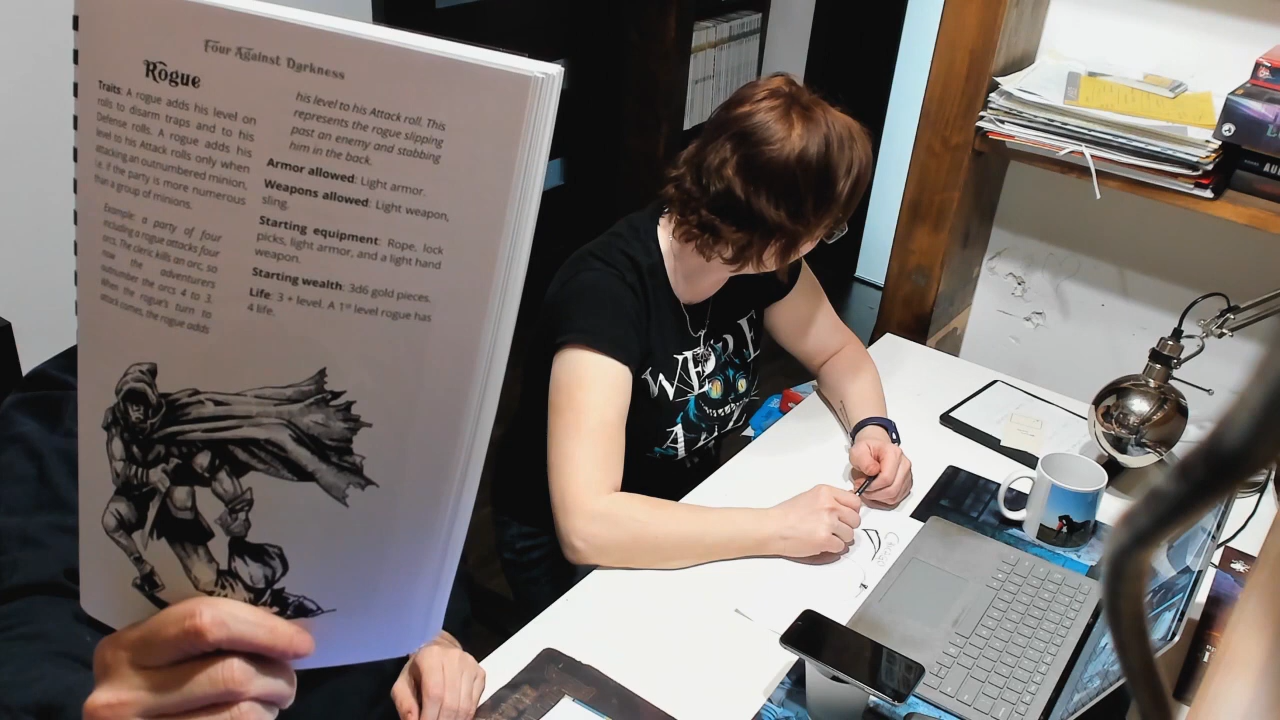 Four Against Darkness
Rogue
Traits: A rogue adds his level on
rolls to disarm traps and to his
Defense rolls. A rogue adds his
level to his Attack rolls only when
attacking an outnumbered minion,
i.e. if the party is more numerous
than a group of minions.
Example: a party of four
including a rogue attacks four
orcs. The cleric kills an orc, so
now the adventurers
outnumber the orcs 4 to 3.
When the rogue's turn to
attack comes, the rogue adds
his level to his Attack roll. This
represents the rogue slipping
past an enemy and stabbing
him in the back.
Armor allowed: Light armor.
Weapons allowed: Light weapon,
sling.
Starting equipment: Rope, lock
picks, light armor, and a light hand
weapon.
Starting wealth: 3d6 gold pieces.
Life: 3 + level. A 1st level rogue has
4 life.
WE'RE
ALL